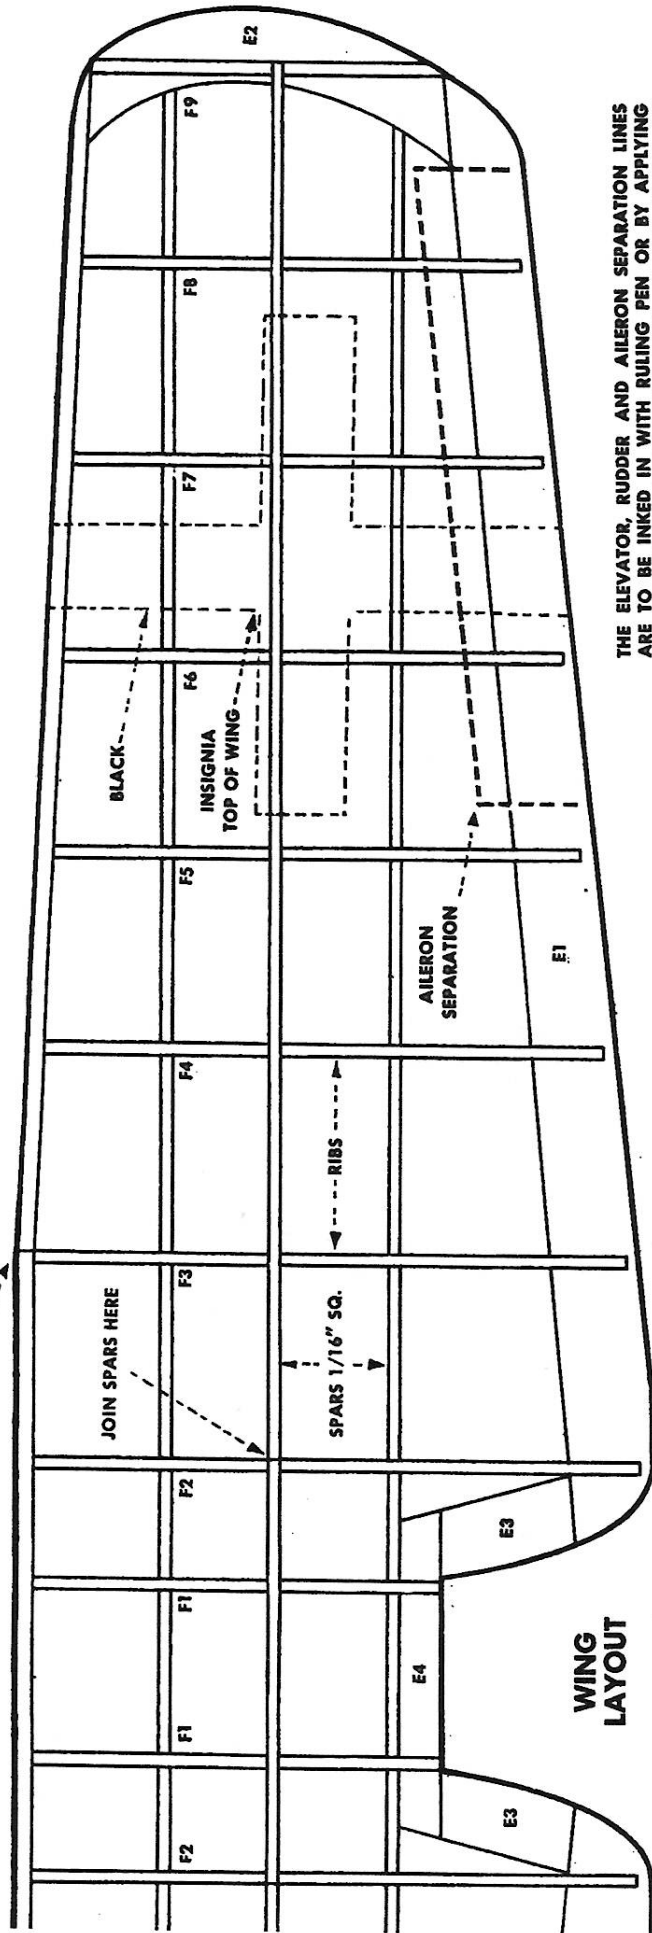 E2
F9
F8
F7
F6
F5
F4
F3
F2
F1
F1
F2
BLACK
INSIGNIA
TOP OF WING
AILERON
SEPARATION
E1
RIBS
JOIN SPARS HERE
SPARS 1/16" SQ.
E3
E4
E3
WING
LAYOUT
THE ELEVATOR, RUDDER AND AILERON SEPARATION LINES
ARE TO BE INKED IN WITH RULING PEN OR BY APPLYING